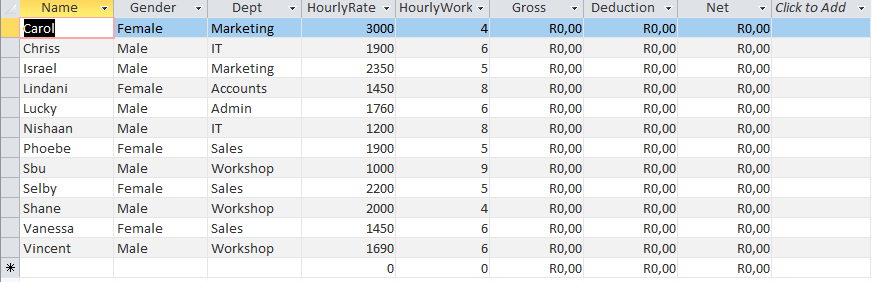 Name Gender Dept HourlyRate HourlyWork Gross Deduction Net Click to Add
Carol Female Marketing 3000 4 R0,00 R0,00 R0,00
Chriss Male IT 1900 6 R0,00 R0,00 R0,00
Israel Male Marketing 2350 5 R0,00 R0,00 R0,00
Lindani Female Accounts 1450 8 R0,00 R0,00 R0,00
Lucky Male Admin 1760 6 R0,00 R0,00 R0,00
Nishaan Male IT 1200 8 R0,00 R0,00 R0,00
Phoebe Female Sales 1900 5 R0,00 R0,00 R0,00
Sbu Male Workshop 1000 9 R0,00 R0,00 R0,00
Selby Female Sales 2200 5 R0,00 R0,00 R0,00
Shane Male Workshop 2000 4 R0,00 R0,00 R0,00
Vanessa Female Sales 1450 6 R0,00 R0,00 R0,00
Vincent Male Workshop 1690 6 R0,00 R0,00 R0,00
0 0 R0,00 R0,00 R0,00